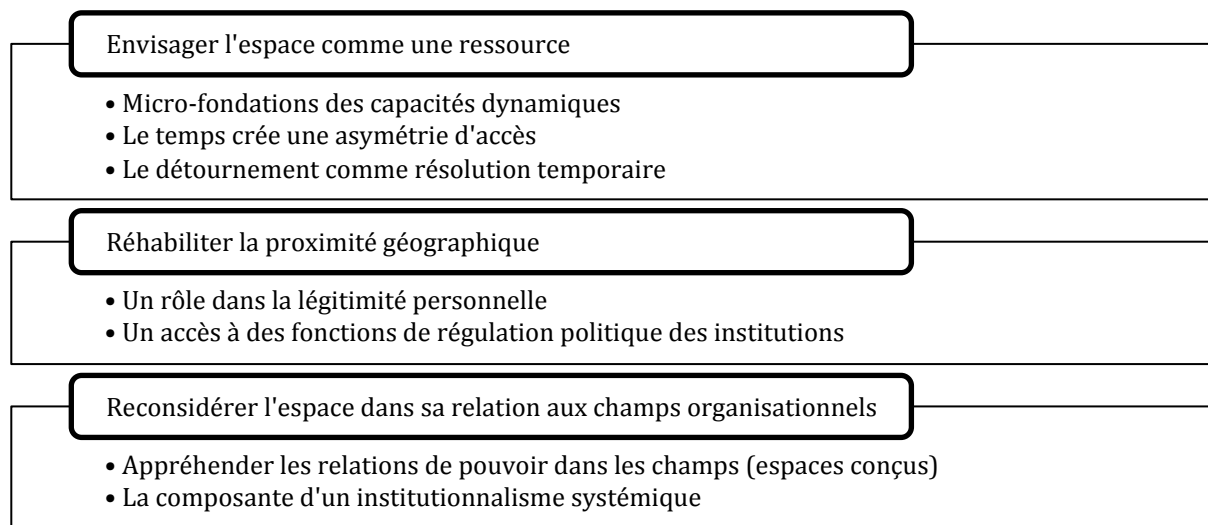 Envisager l'espace comme une ressource
• Micro-fondations des capacités dynamiques
• Le temps crée une asymétrie d'accès
• Le détournement comme résolution temporaire
Réhabiliter la proximité géographique
• Un rôle dans la légitimité personnelle
• Un accès à des fonctions de régulation politique des institutions
Reconsidérer l'espace dans sa relation aux champs organisationnels
• Appréhender les relations de pouvoir dans les champs (espaces conçus)
• La composante d'un institutionnalisme systémique